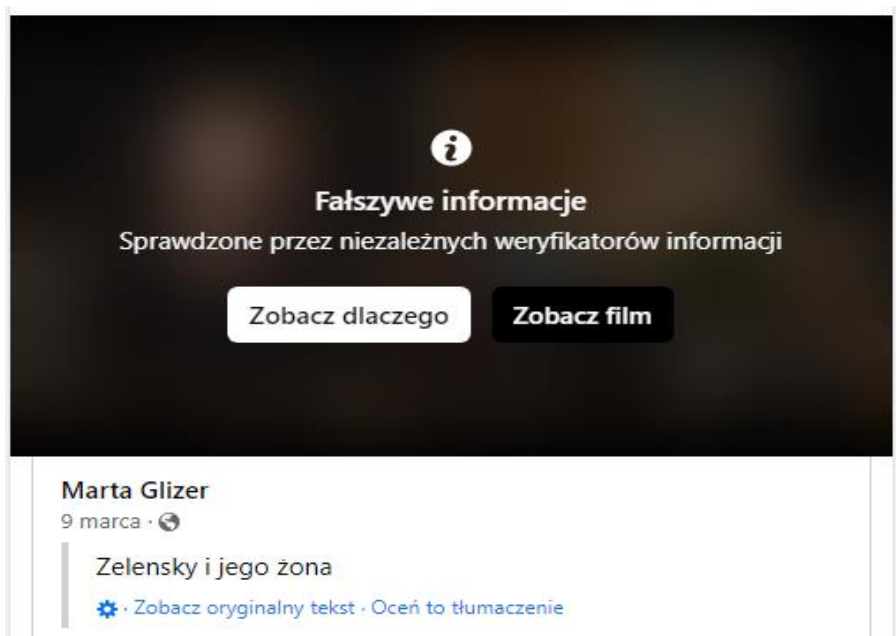 Fałszywe informacje
Sprawdzone przez niezależnych weryfikatorów informacji
Zobacz dlaczego Zobacz film
Marta Glizer
9 marca ·
Zelensky i jego żona
· Zobacz oryginalny tekst · Oceń to tłumaczenie